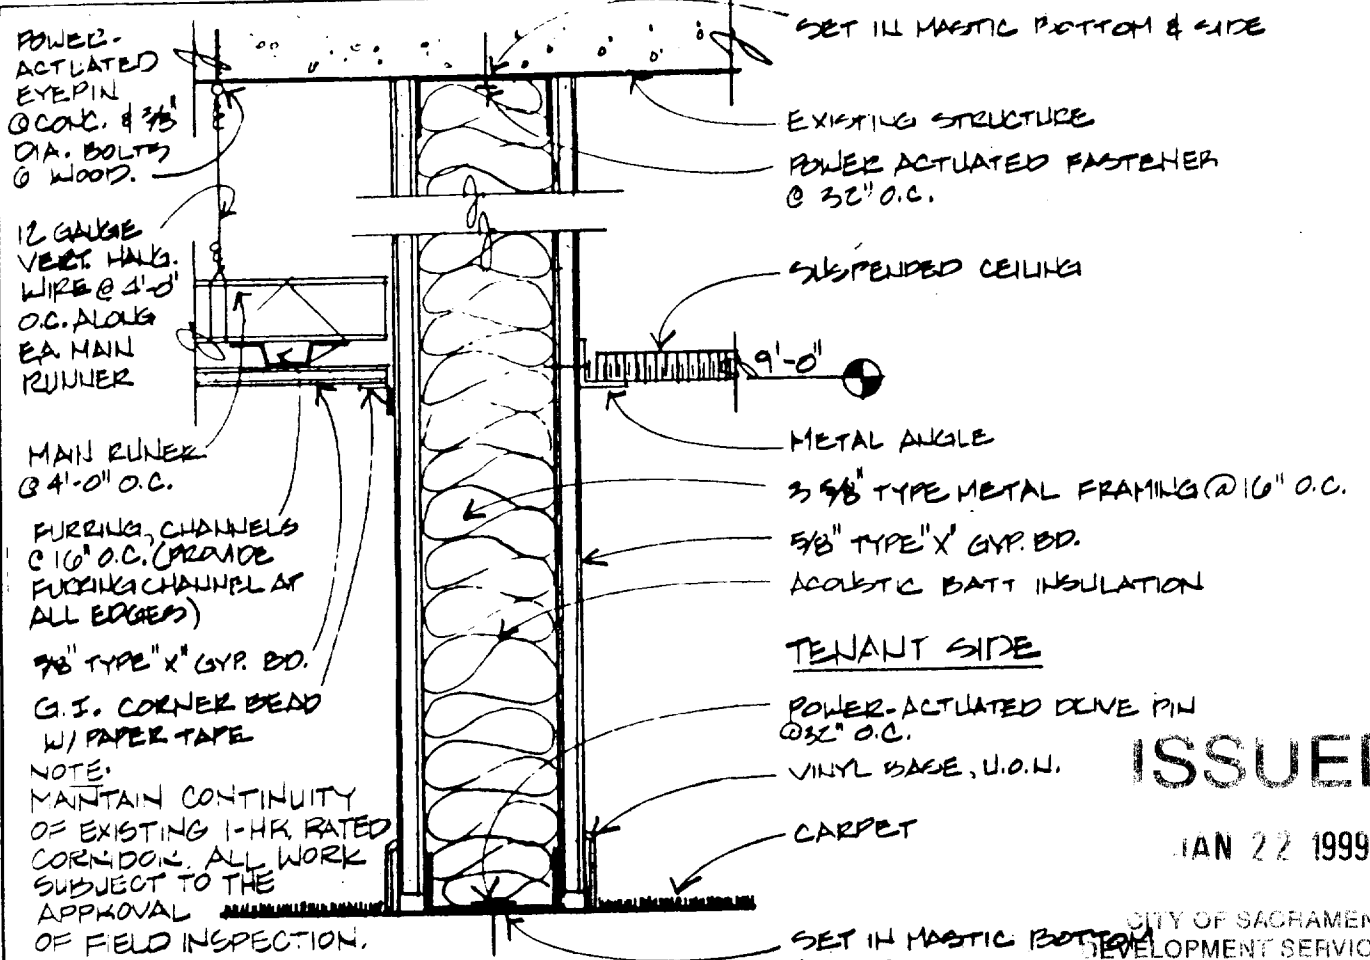 POWER-
ACTUATED
EYEPIN
@ CONC. & 3/8"
DIA. BOLTS
@ WOOD.
12 GAUGE
VERT. HANG.
WIRE @ 4'-0"
O.C. ALONG
EA. MAIN
RUNNER
MAIN RUNER
@ 4'-0" O.C.
FURRING CHANNELS
@ 16" O.C. (PROVIDE
FURRING CHANNEL AT
ALL EDGES)
TYPE "X" GYP. BD.
G.I. CORNER BEAD
W/ PAPER TAPE
NOTE:
MAINTAIN CONTINUITY
OF EXISTING 1-HR RATED
CORRIDOR. ALL WORK
SUBJECT TO THE
APPROVAL
OF FIELD INSPECTION.
SET IN MASTIC BOTTOM & SIDE
EXISTING STRUCTURE
POWER ACTUATED FASTENER
@ 32" O.C.
SUSPENDED CEILING
9'-0"
METAL ANGLE
3 5/8" TYPE METAL FRAMING @ 16" O.C.
5/8" TYPE "X" GYP. BD.
ACOUSTIC BATT INSULATION
TENANT SIDE
POWER-ACTUATED DRIVE PIN
@ 32" O.C.
VINYL BASE, U.O.N.
CARPET
SET IN MASTIC BOTTOM
ISSUE
JAN 22 1999
CITY OF SACRAMEN
DEVELOPMENT SERVIC